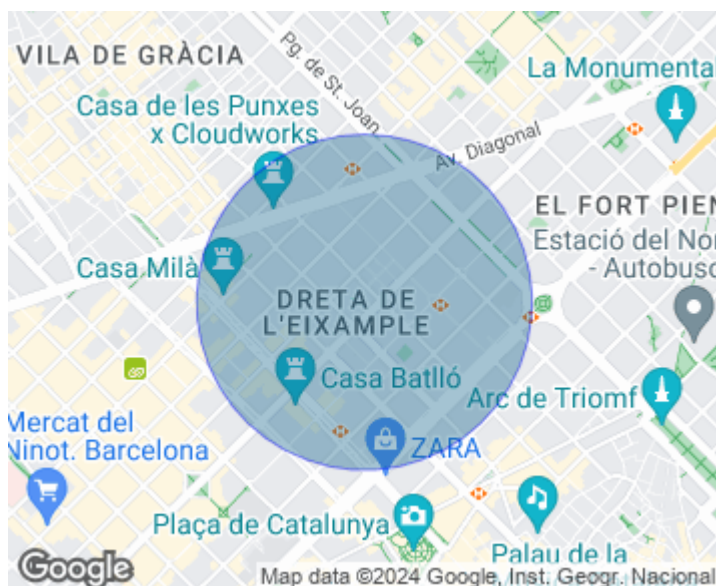 VILA DE GRÀCIA
Pg. de St. Joan
La Monumenta
Casa de les Punxes
x Cloudworks
Av. Diagonal
EL FORT PIEN
Estació del Nor
- Autobusc
Casa Milà
DRETA DE
L'EIXAMPLE
Casa Batlló
Arc de Triomf
Mercat del
Ninot. Barcelona
ZARA
Plaça de Catalunya
Palau de la
Google
Map data ©2024 Google, Inst. Geogr. Nacional